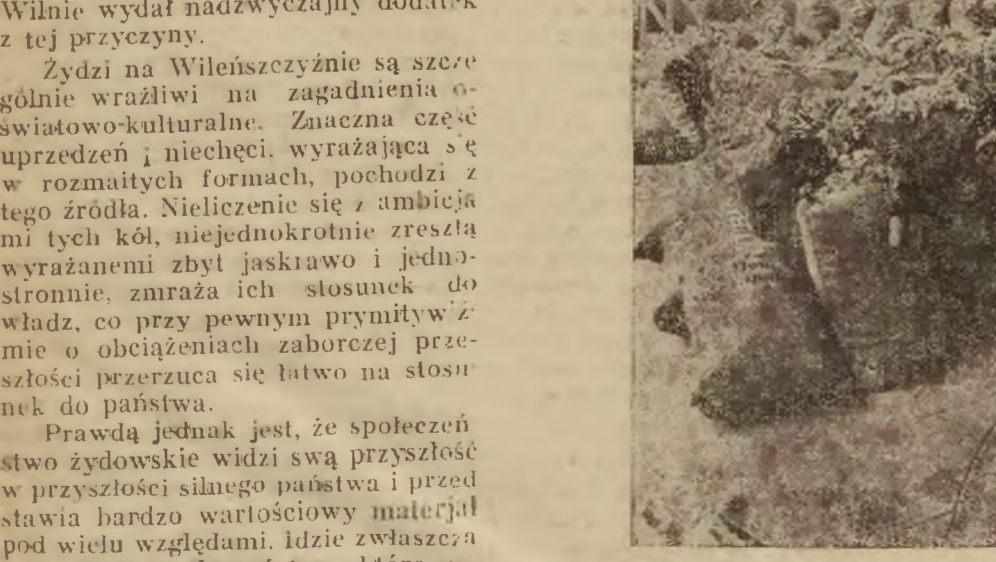 Wilnie wydał nadzwyczajny dodatek
z tej przyczyny.
Żydzi na Wileńszczyźnie są szcze
gólnie wrażliwi na zagadnienia o-
światowo-kulturalne. Znaczna część
uprzedzeń i niechęci, wyrażająca się
w rozmaitych formach, pochodzi z
tego źródła. Nieliczenie się z ambicja
mi tych kół, niejednokrotnie zresztą
wyrażanemi zbyt jaskrawo i jedno-
stronnie, zmraża ich stosunek do
władz, co przy pewnym prymitywiz
mie o obciążeniach zaborczej prze-
szłości przerzuca się łatwo na stosu
nek do państwa.
Prawdą jednak jest, że społeczeń
stwo żydowskie widzi swą przyszłość
w przyszłości silnego państwa i przed
stawia bardzo wartościowy materjał
pod wielu względami. Idzie zwłaszcza